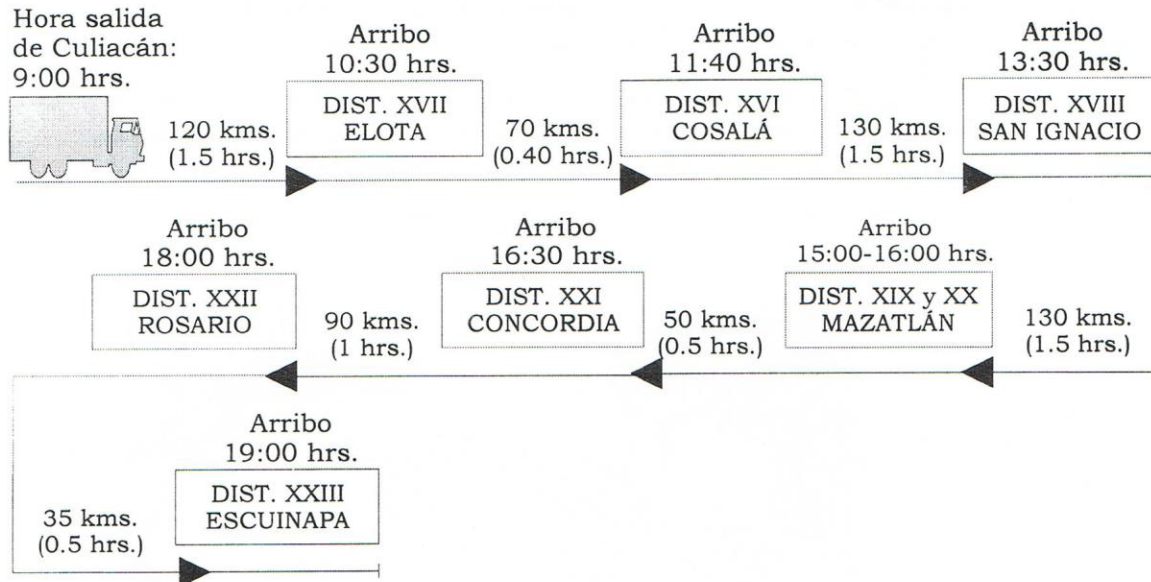 Hora salida
de Culiacán:
9:00 hrs.
120 kms.
(1.5 hrs.)
Arribo
10:30 hrs.
DIST. XVII
ELOTA
70 kms.
(0.40 hrs.)
Arribo
11:40 hrs.
DIST. XVI
COSALÁ
130 kms.
(1.5 hrs.)
Arribo
13:30 hrs.
DIST. XVIII
SAN IGNACIO
130 kms.
(1.5 hrs.)
Arribo
15:00-16:00 hrs.
DIST. XIX y XX
MAZATLÁN
50 kms.
(0.5 hrs.)
Arribo
16:30 hrs.
DIST. XXI
CONCORDIA
90 kms.
(1 hrs.)
Arribo
18:00 hrs.
DIST. XXII
ROSARIO
35 kms.
(0.5 hrs.)
Arribo
19:00 hrs.
DIST. XXIII
ESCUINAPA